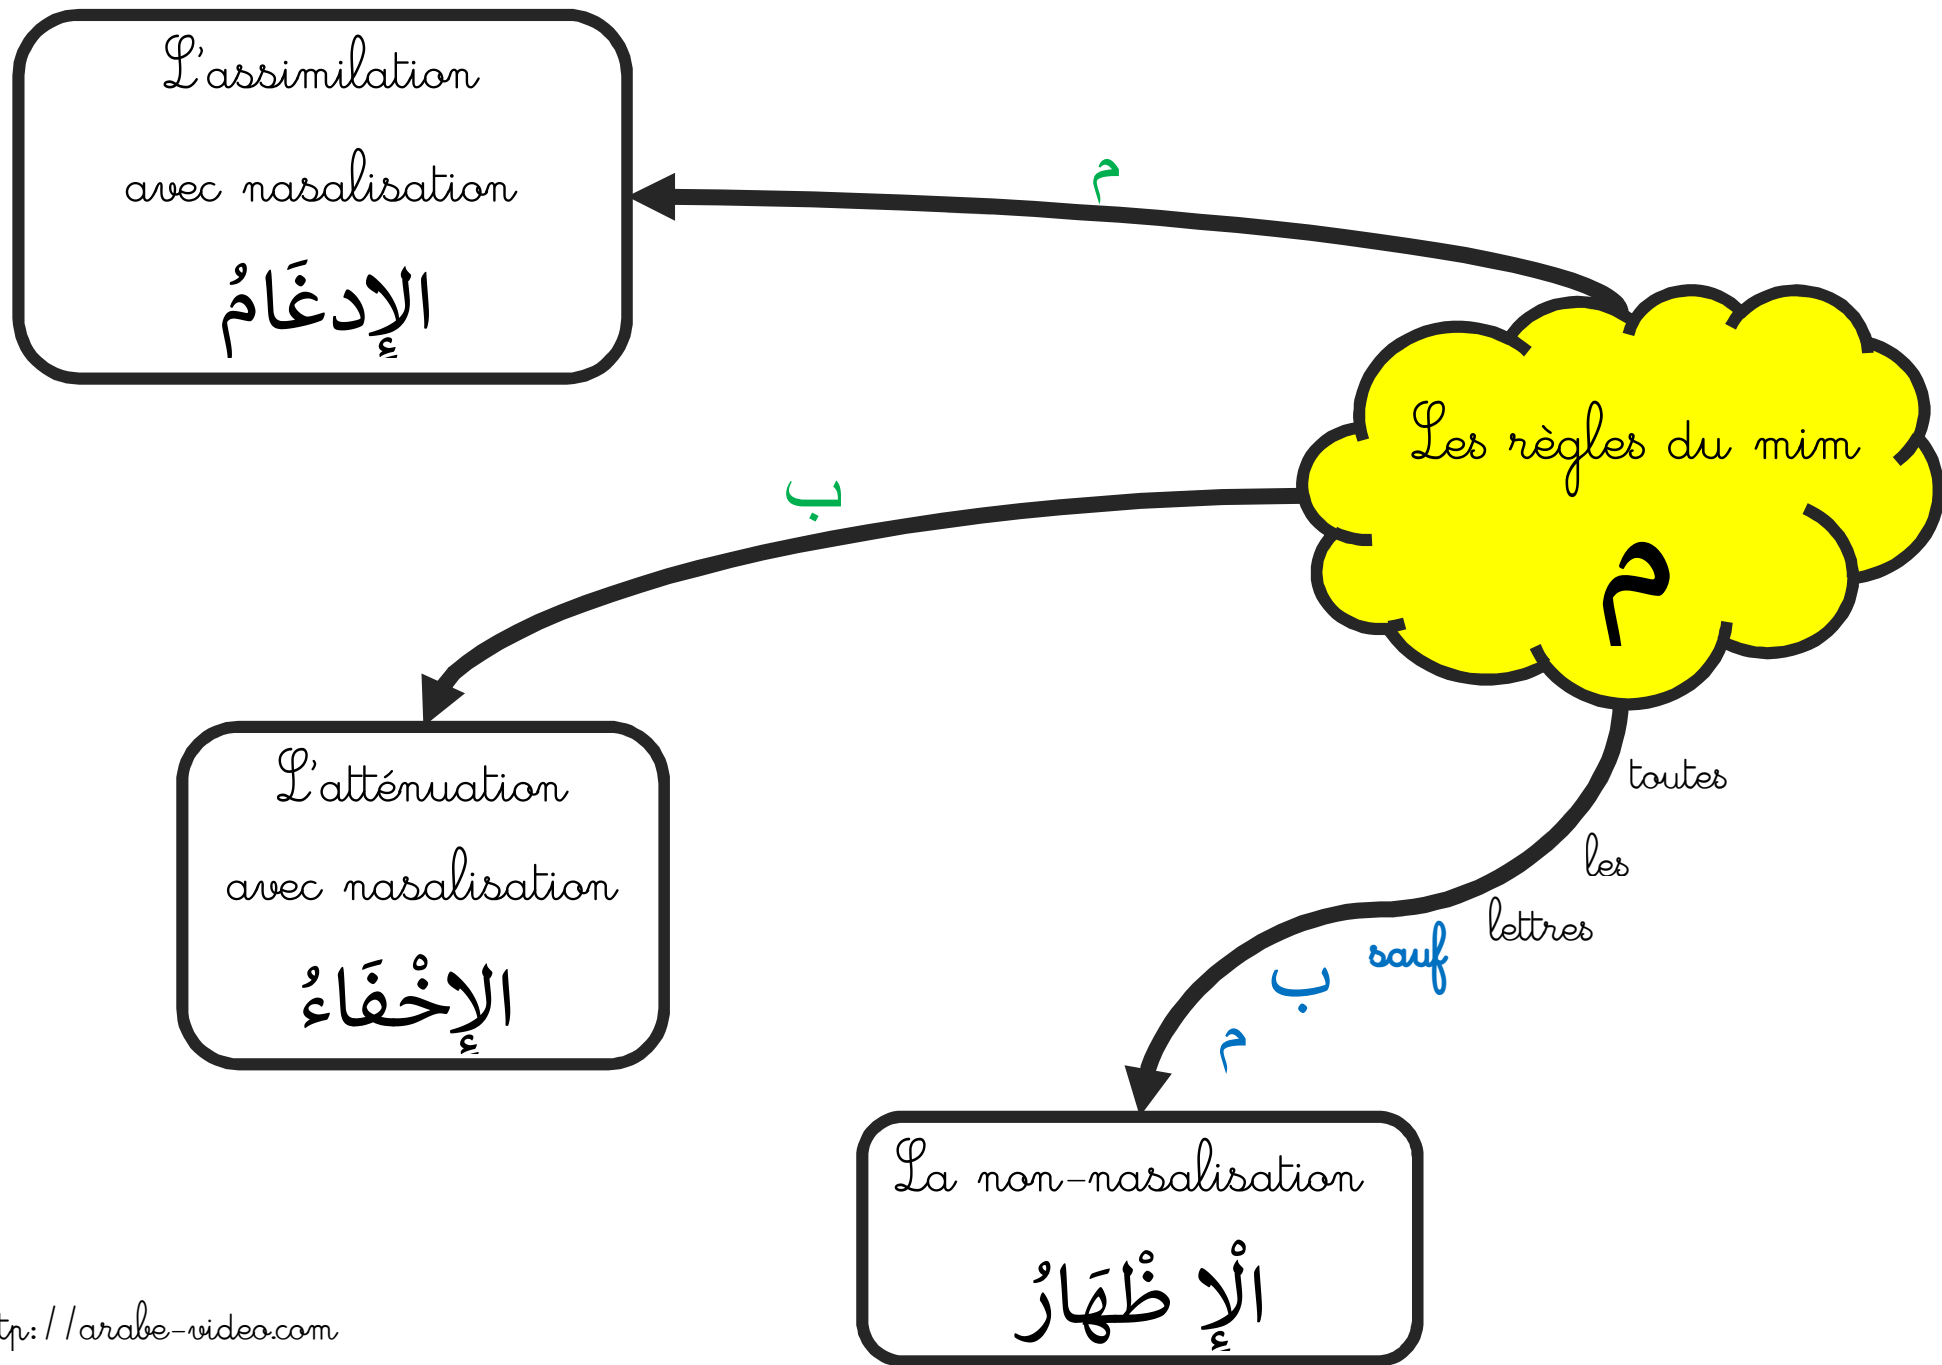 L'assimilation
avec nasalisation
الإدغَامُ
م
Les règles du mim
م
ب
L'atténuation
avec nasalisation
الإخْفَاءُ
toutes
les
lettres
sauf
ب
م
La non-nasalisation
الْإ ظْهَارُ
tp://arabe-video.com